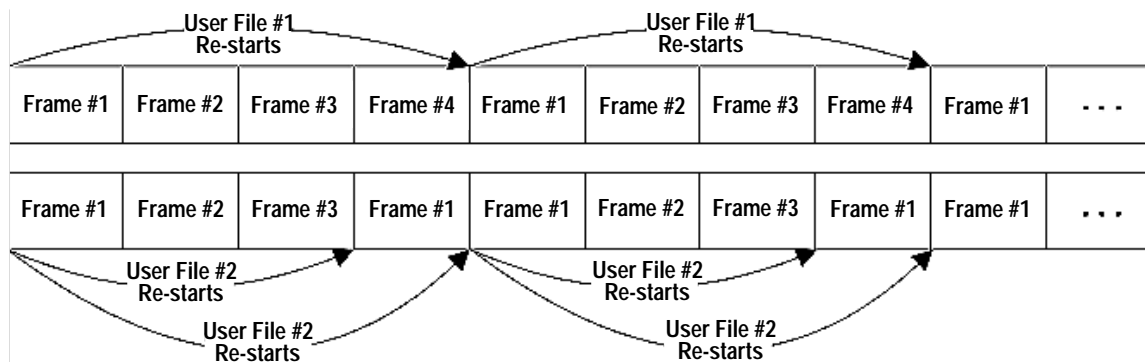 User File #1
Re-starts
User File #1
Re-starts
Frame #1 Frame #2 Frame #3 Frame #4 Frame #1 Frame #2 Frame #3 Frame #4 Frame #1 . . .
Frame #1 Frame #2 Frame #3 Frame #1 Frame #1 Frame #2 Frame #3 Frame #1 Frame #1 . . .
User File #2
Re-starts
User File #2
Re-starts
User File #2
Re-starts
User File #2
Re-starts